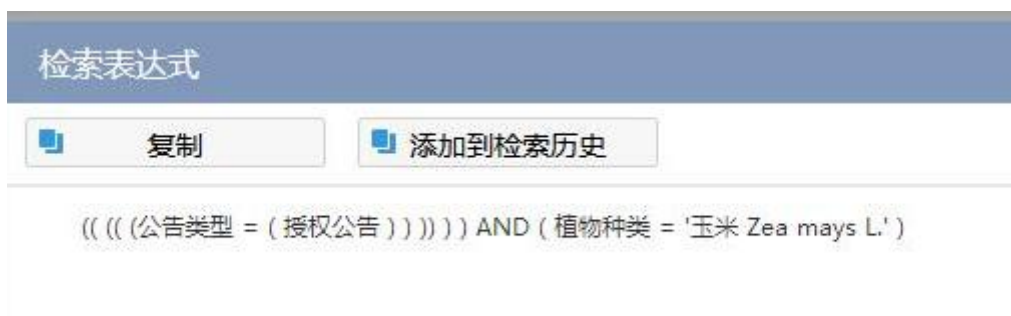 检索表达式
复制 添加到检索历史
(( (( (公告类型 = ( 授权公告 ) ) )) ) ) AND ( 植物种类 = '玉米 Zea mays L.' )